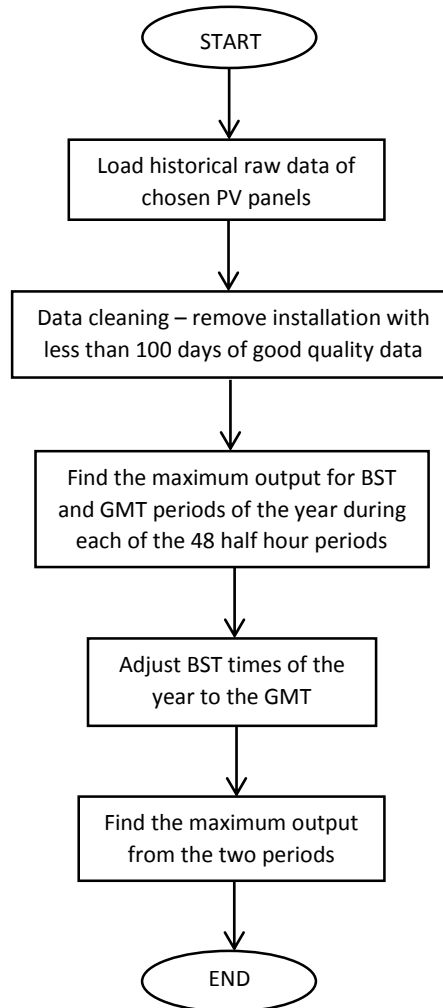 START
Load historical raw data of
chosen PV panels
Data cleaning – remove installation with
less than 100 days of good quality data
Find the maximum output for BST
and GMT periods of the year during
each of the 48 half hour periods
Adjust BST times of the
year to the GMT
Find the maximum output
from the two periods
END